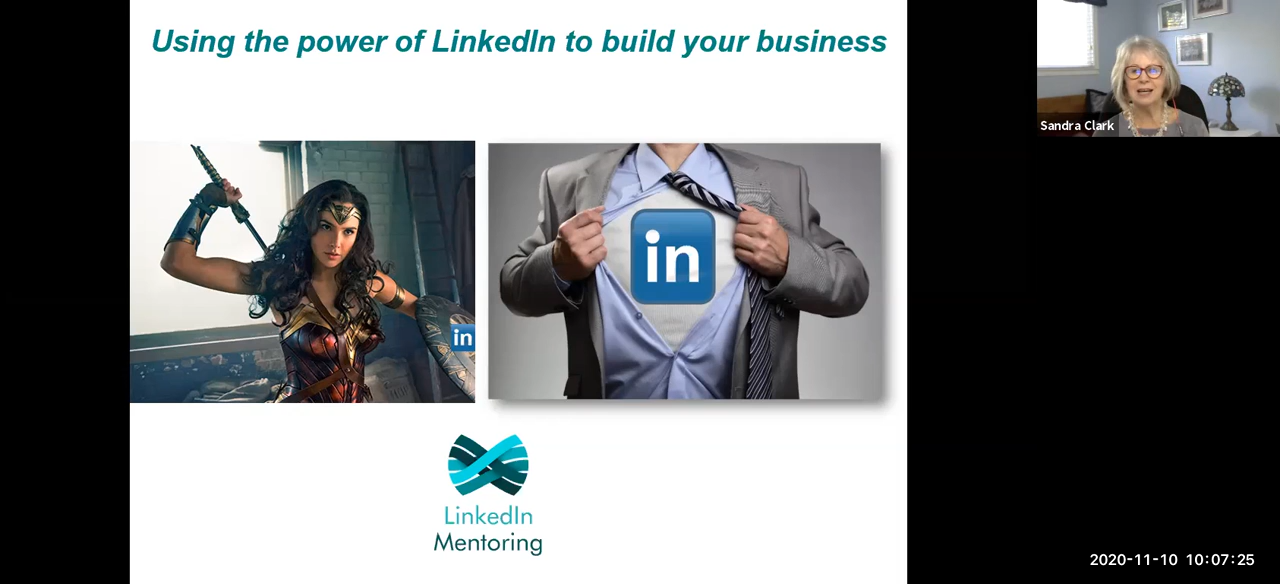 Using the power of LinkedIn to build your business
Sandra Clark
in
in
LinkedIn
Mentoring
2020-11-10 10:07:25